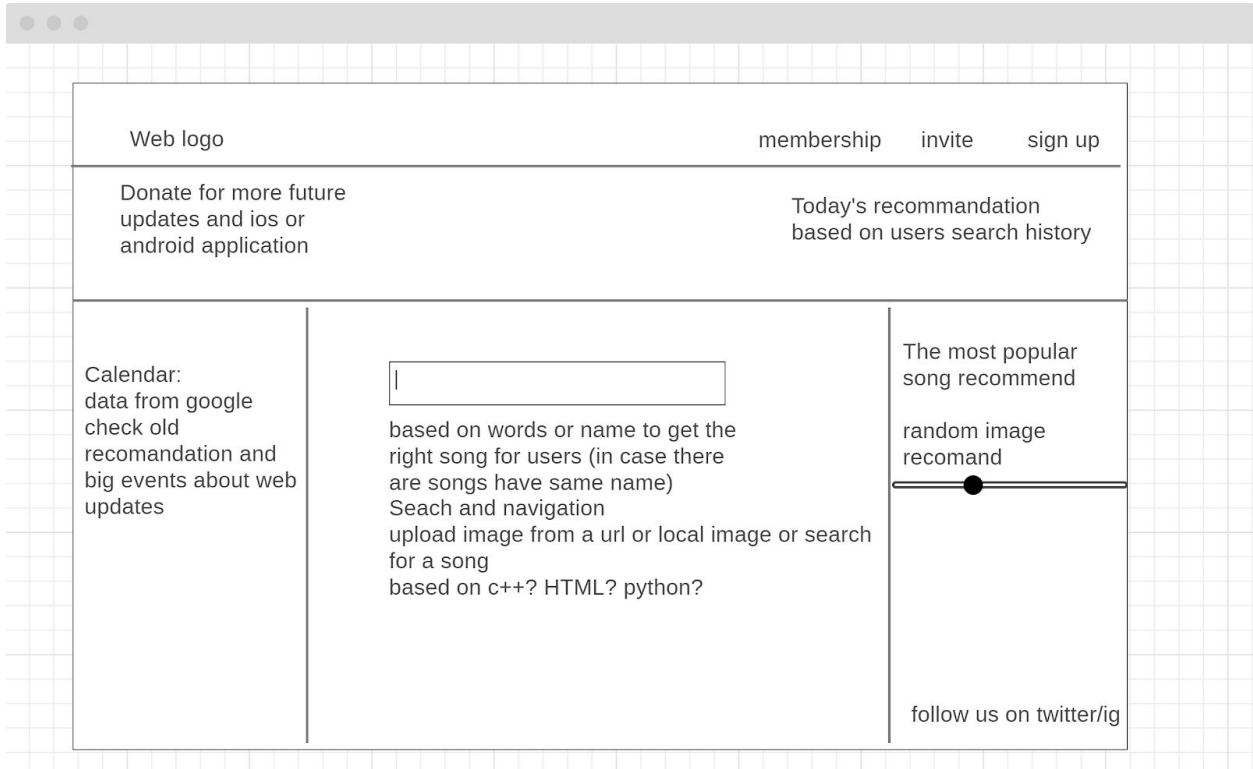 Web logo
membership invite sign up
Donate for more future
updates and ios or
android application
Today's recommandation
based on users search history
Calendar:
data from google
check old
recomandation and
big events about web
updates
based on words or name to get the
right song for users (in case there
are songs have same name)
Seach and navigation
upload image from a url or local image or search
for a song
based on c++? HTML? python?
The most popular
song recommend
random image
recomand
follow us on twitter/ig